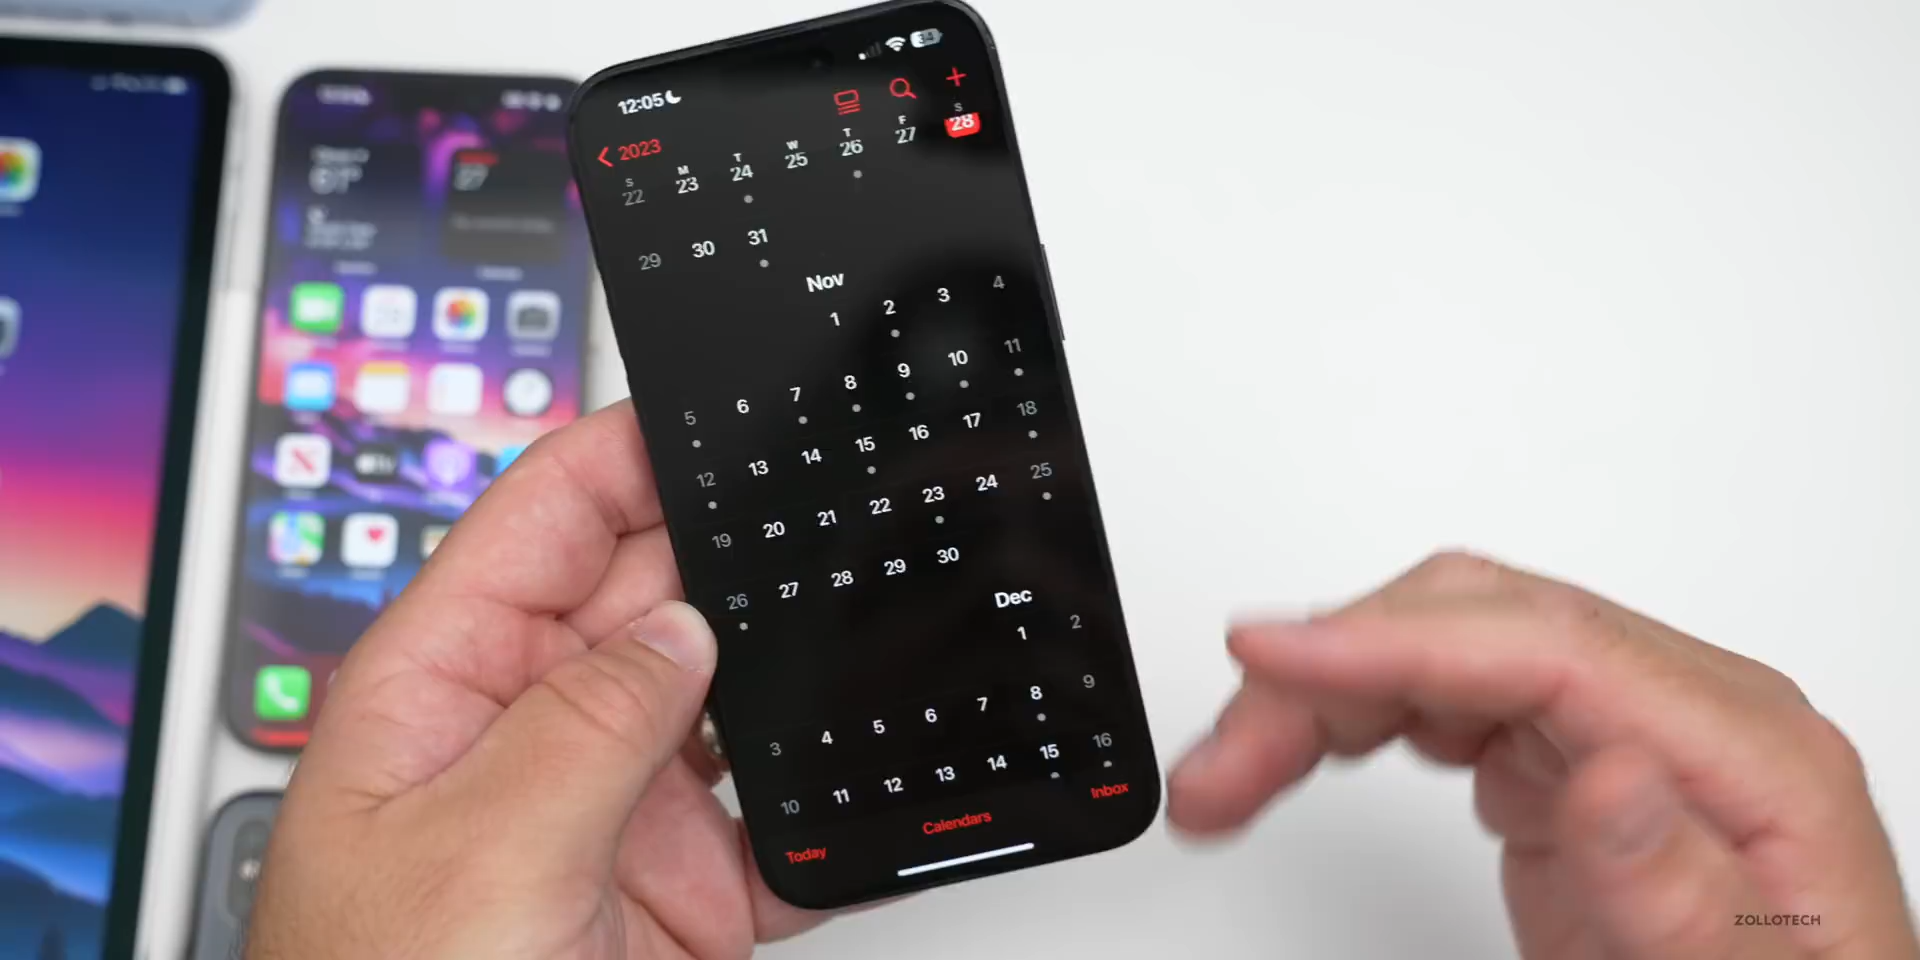 12:05
34
2023
S M T W T F S
22 23 24 25 26 27 28
29 30 31
Nov
1 2 3 4
5 6 7 8 9 10 11
12 13 14 15 16 17 18
19 20 21 22 23 24 25
26 27 28 29 30
Dec
1 2
3 4 5 6 7 8 9
10 11 12 13 14 15 16
Today Calendars Inbox
27
ZOLLOTECH